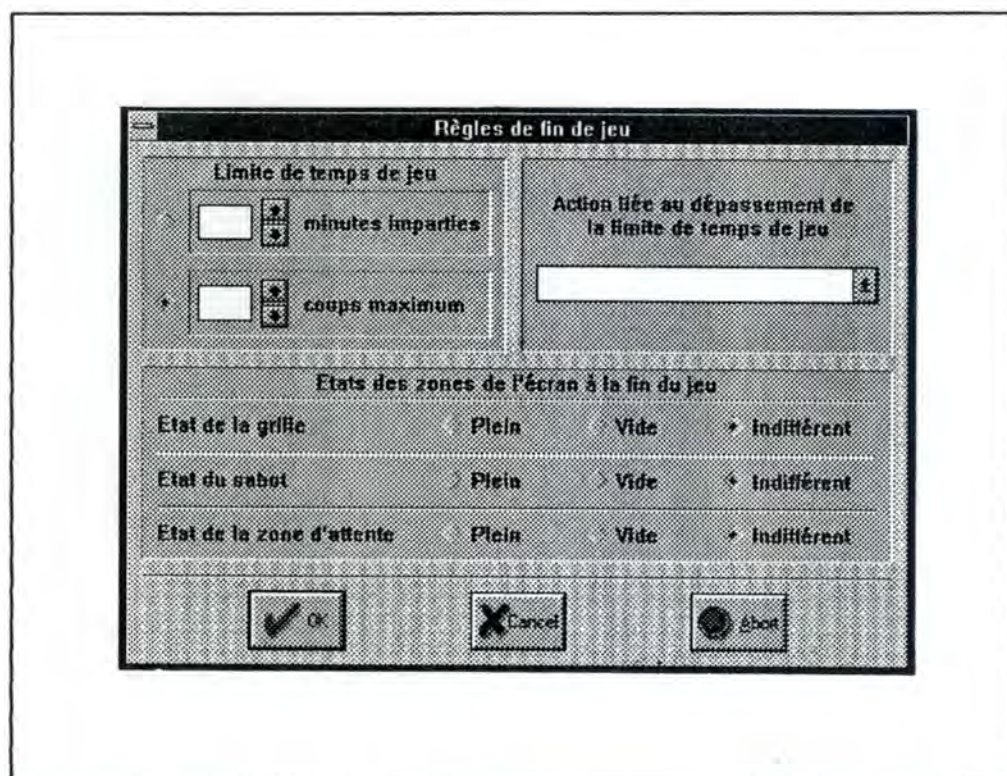 Règles de fin de jeu
Limite de temps de jeu
minutes imparties
coups maximum
Action liée au dépassement de
la limite de temps de jeu
Etats des zones de l'écran à la fin du jeu
Etat de la grille Plein Vide Indifférent
Etat du sabot Plein Vide Indifférent
Etat de la zone d'attente Plein Vide Indifférent
OK Cancel Abort